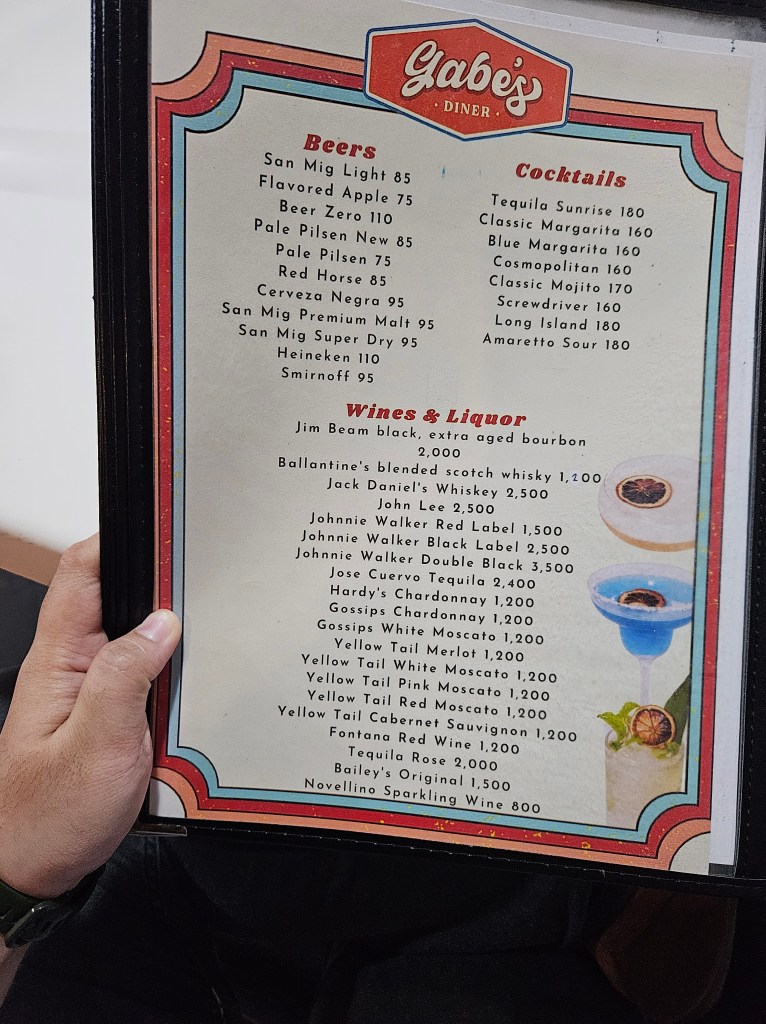 Gabe's
· DINER ·
Beers
San Mig Light 85
Flavored Apple 75
Beer Zero 110
Pale Pilsen New 85
Pale Pilsen 75
Red Horse 85
Cerveza Negra 95
San Mig Premium Malt 95
San Mig Super Dry 95
Heineken 110
Smirnoff 95
Cocktails
Tequila Sunrise 180
Classic Margarita 160
Blue Margarita 160
Cosmopolitan 160
Classic Mojito 170
Screwdriver 160
Long Island 180
Amaretto Sour 180
Wines & Liquor
Jim Beam black, extra aged bourbon
2,000
Ballantine's blended scotch whisky 1,200
Jack Daniel's Whiskey 2,500
John Lee 2,500
Johnnie Walker Red Label 1,500
Johnnie Walker Black Label 2,500
Johnnie Walker Double Black 3,500
Jose Cuervo Tequila 2,400
Hardy's Chardonnay 1,200
Gossips Chardonnay 1,200
Gossips White Moscato 1,200
Yellow Tail Merlot 1,200
Yellow Tail White Moscato 1,200
Yellow Tail Pink Moscato 1,200
Yellow Tail Red Moscato 1,200
Yellow Tail Cabernet Sauvignon 1,200
Fontana Red Wine 1,200
Tequila Rose 2,000
Bailey's Original 1,500
Novellino Sparkling Wine 800